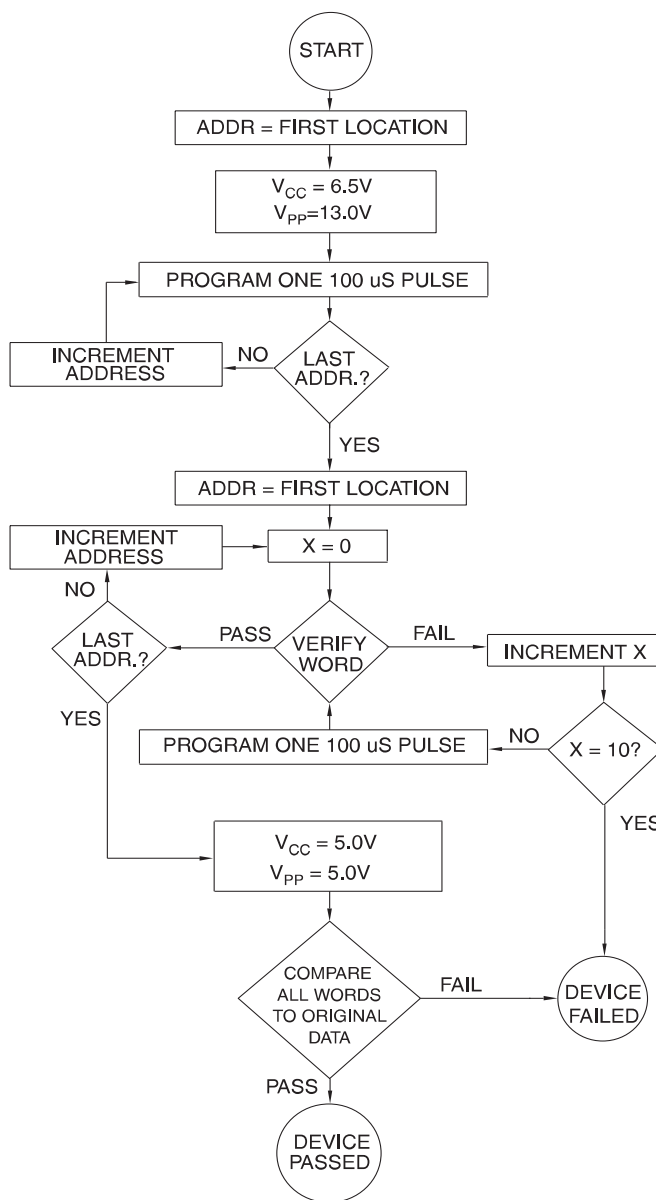 START
ADDR = FIRST LOCATION
VCC = 6.5V
VPP=13.0V
PROGRAM ONE 100 uS PULSE
INCREMENT
ADDRESS
NO
LAST
ADDR.?
YES
ADDR = FIRST LOCATION
INCREMENT
ADDRESS
X = 0
NO
LAST
ADDR.?
PASS
VERIFY
WORD
FAIL
INCREMENT X
YES
PROGRAM ONE 100 uS PULSE
NO
X = 10?
YES
VCC = 5.0V
VPP = 5.0V
COMPARE
ALL WORDS
TO ORIGINAL
DATA
FAIL
DEVICE
FAILED
PASS
DEVICE
PASSED